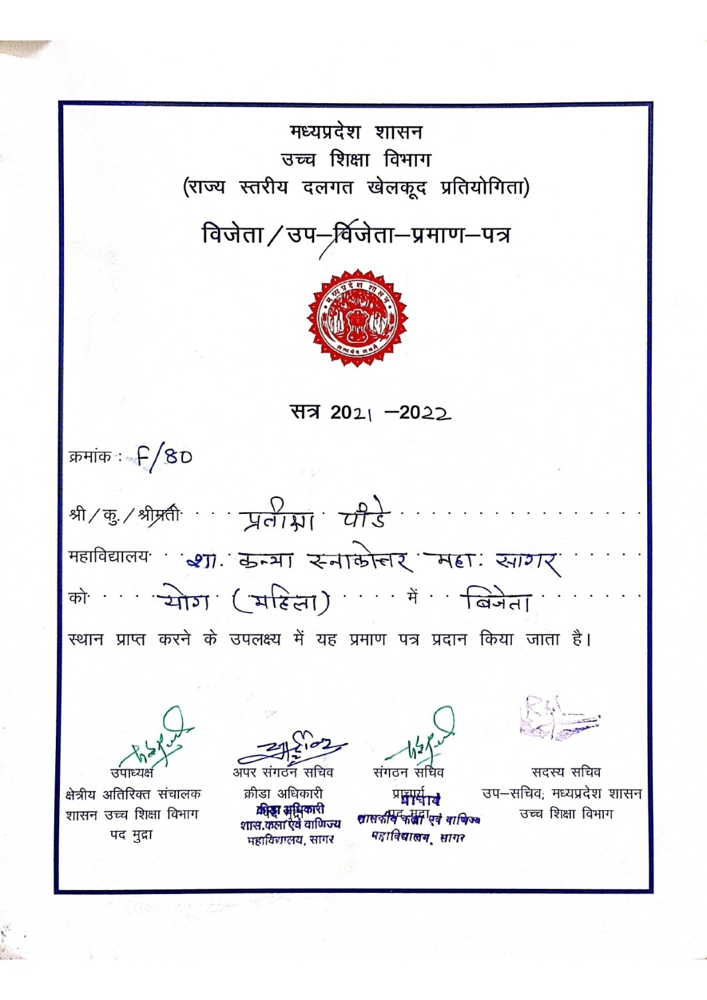 मध्यप्रदेश शासन
उच्च शिक्षा विभाग
(राज्य स्तरीय दलगत खेलकूद प्रतियोगिता)
विजेता/उप–विजेता–प्रमाण–पत्र
मध्यप्रदेश शासन
सत्यमेव जयते
सत्र 2021 –2022
क्रमांक : F/80
श्री/कु./श्रीमती प्रतीक्षा पांडे
महाविद्यालय शा. कन्या स्नाकोत्तर महा. सागर
को योग (महिला) में बिजेता
स्थान प्राप्त करने के उपलक्ष्य में यह प्रमाण पत्र प्रदान किया जाता है।
उपाध्यक्ष अपर संगठन सचिव संगठन सचिव सदस्य सचिव
क्षेत्रीय अतिरिक्त संचालक क्रीडा अधिकारी प्राचार्य उप–सचिव, मध्यप्रदेश शासन
शासन उच्च शिक्षा विभाग पद मुद्रा उच्च शिक्षा विभाग
पद मुद्रा
क्रीड़ा अधिकारी
शास.कला एवं वाणिज्य
महाविद्यालय, सागर
प्राचार्य
शासकीय कला एवं वाणिज्य
महाविद्यालय, सागर